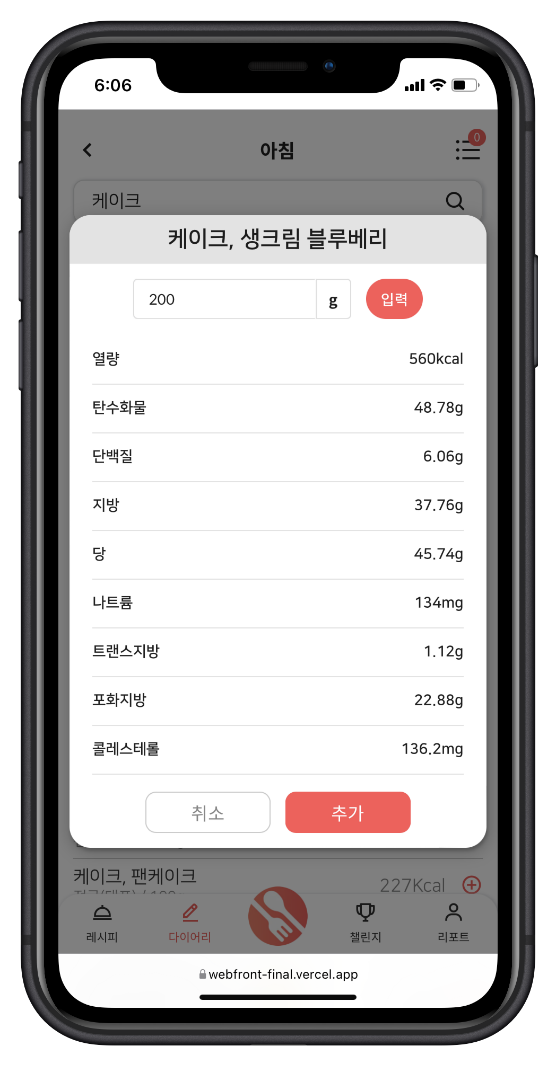 6:06
아침
0
케이크
케이크, 생크림 블루베리
200 g 입력
열량 560kcal
탄수화물 48.78g
단백질 6.06g
지방 37.76g
당 45.74g
나트륨 134mg
트랜스지방 1.12g
포화지방 22.88g
콜레스테롤 136.2mg
취소 추가
케이크, 팬케이크
227Kcal
레시피 다이어리 챌린지 리포트
webfront-final.vercel.app